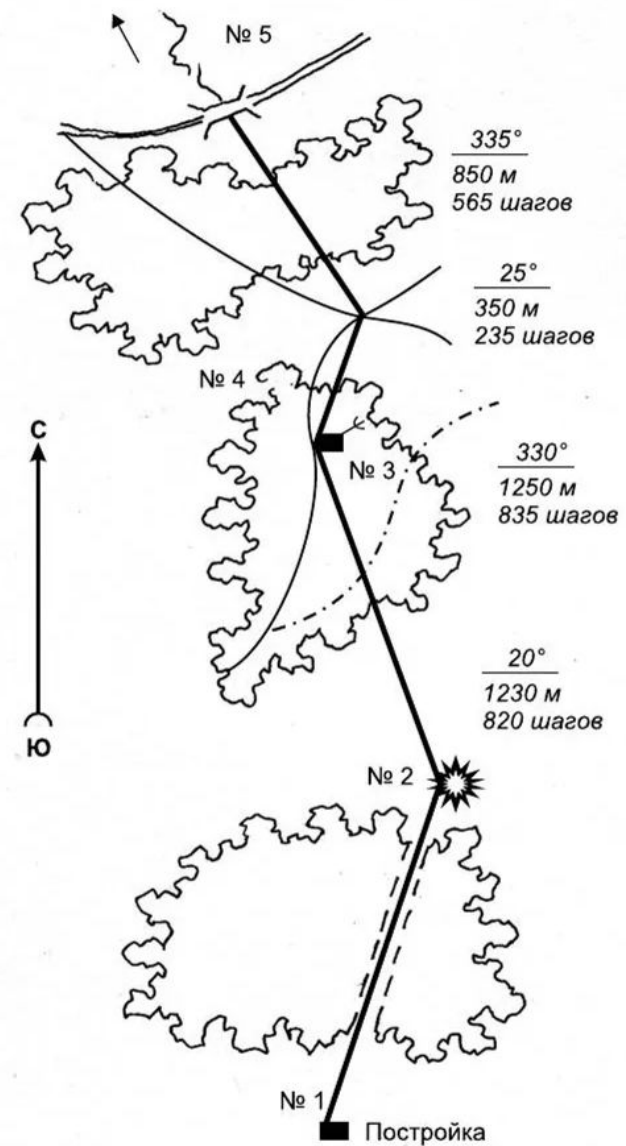 № 5
335°
850 м
565 шагов
25°
350 м
235 шагов
№ 4
С
№ 3
330°
1250 м
835 шагов
20°
1230 м
820 шагов
Ю
№ 2
№ 1
Постройка